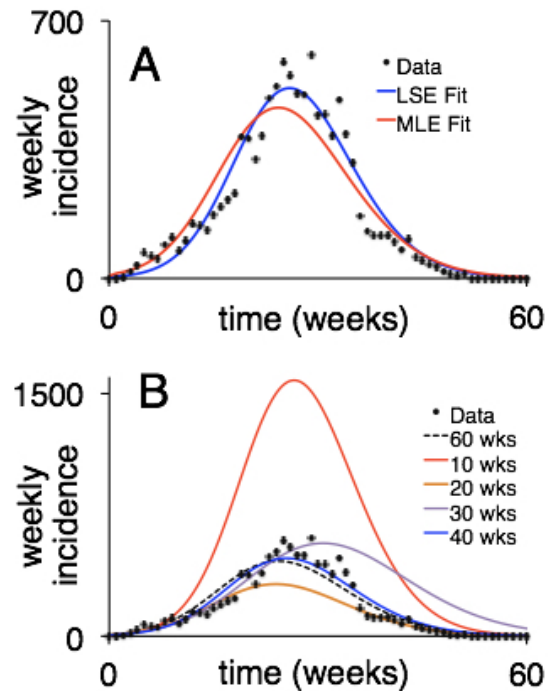 700
A
Data
LSE Fit
MLE Fit
weekly
incidence
0
0
time (weeks)
60
1500
B
Data
60 wks
10 wks
20 wks
30 wks
40 wks
weekly
incidence
0
0
time (weeks)
60